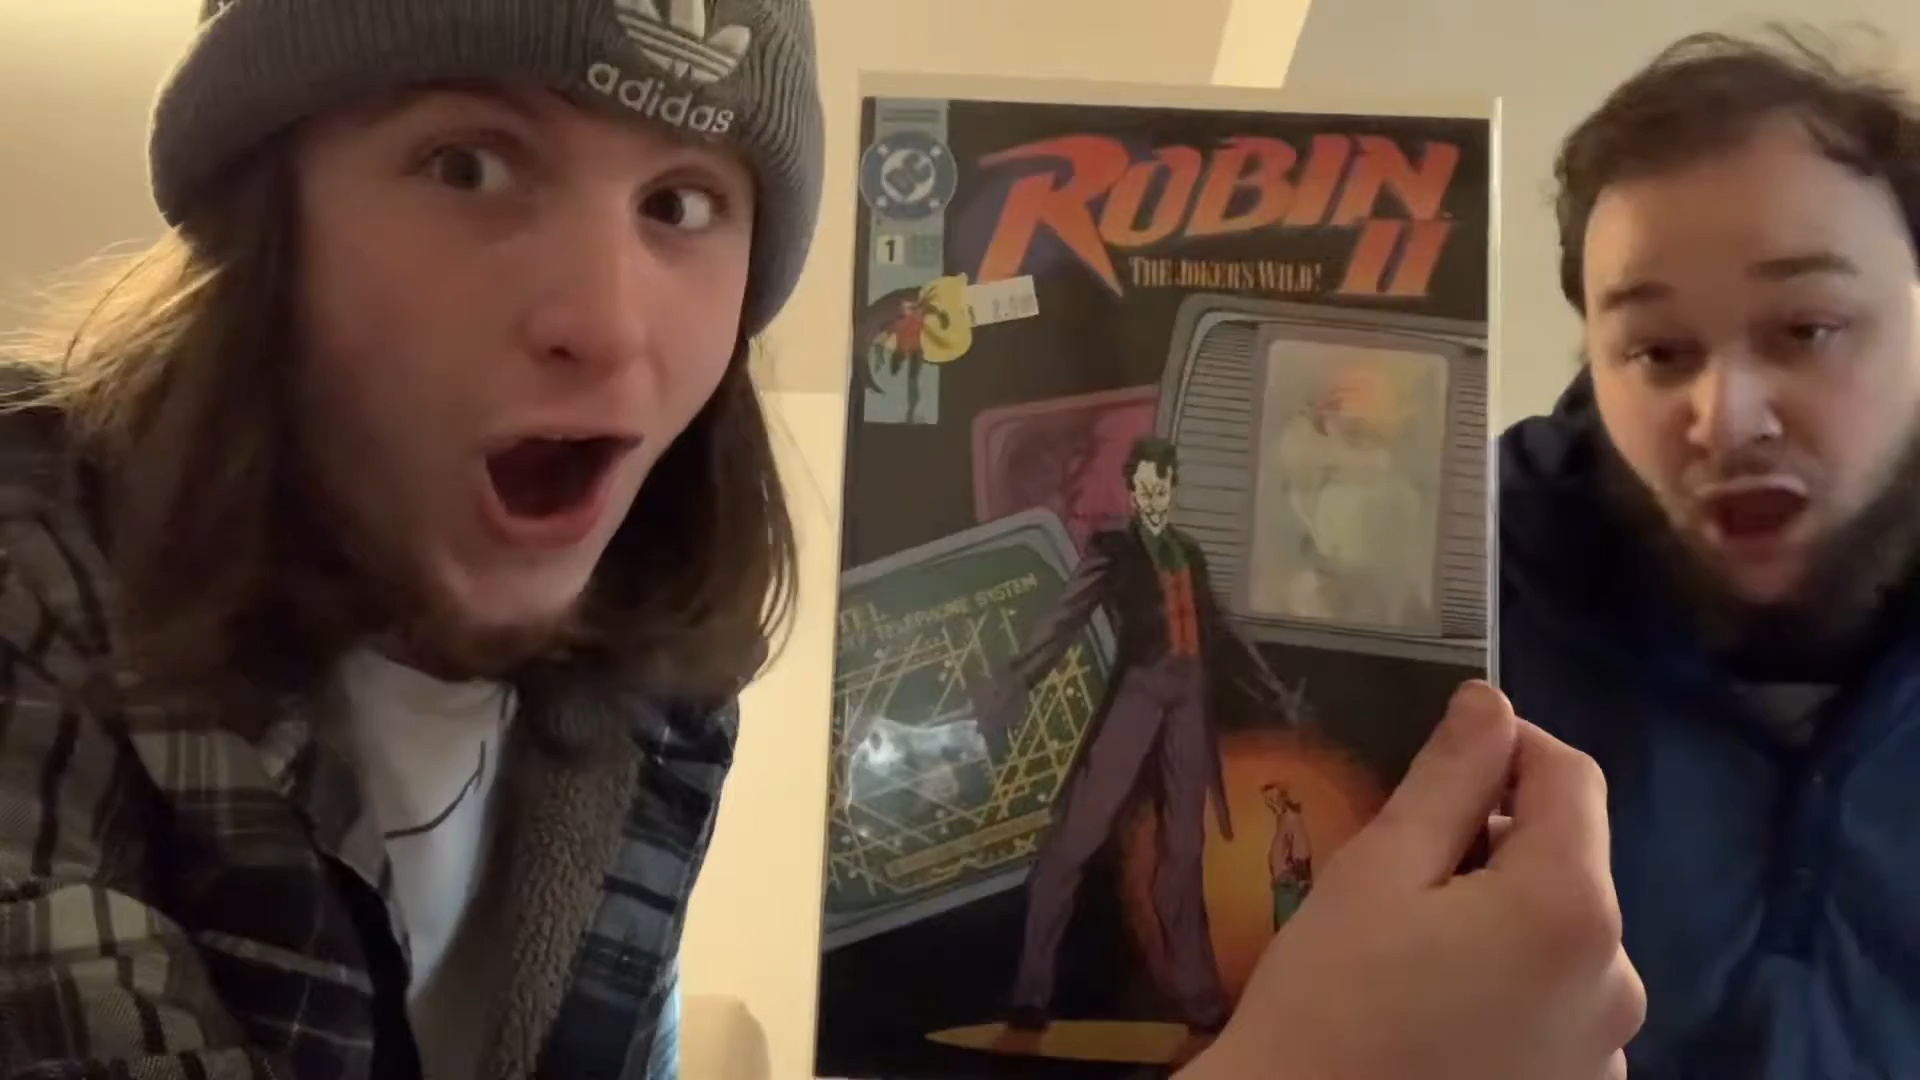 adidas
DC
ROBIN
II
THE JOKER'S WILD!
1
TELEPHONE SYSTEM